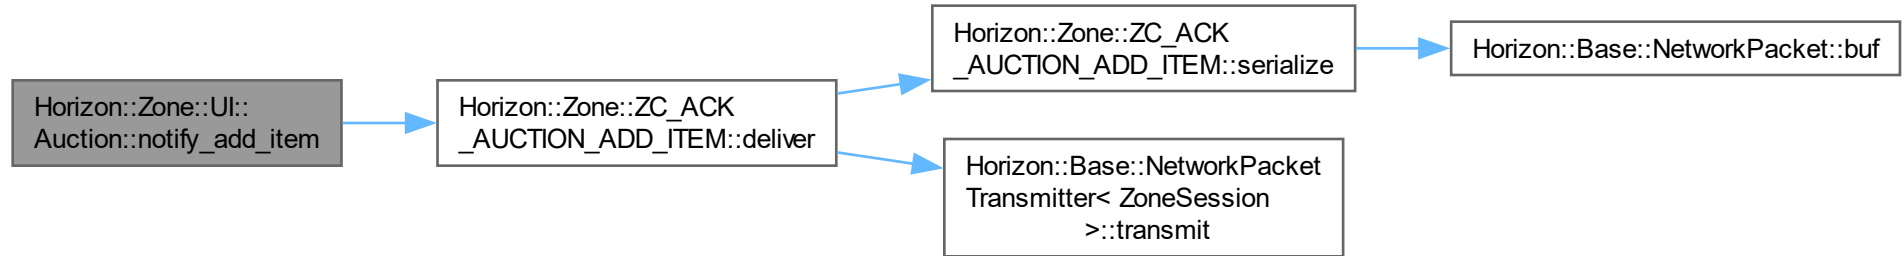 Horizon::Zone::UI::
Auction::notify_add_item
Horizon::Zone::ZC_ACK
_AUCTION_ADD_ITEM::deliver
Horizon::Zone::ZC_ACK
_AUCTION_ADD_ITEM::serialize
Horizon::Base::NetworkPacket::buf
Horizon::Base::NetworkPacket
Transmitter< ZoneSession
>::transmit